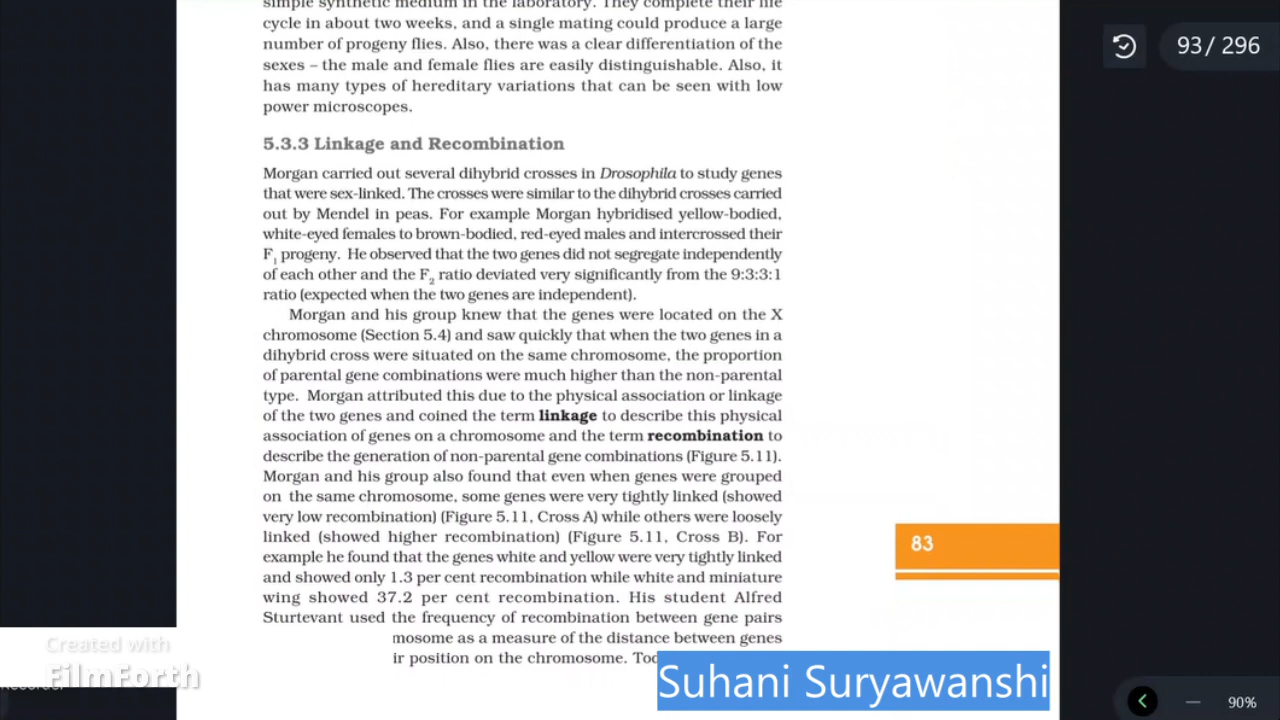 simple synthetic medium in the laboratory. They complete their life
cycle in about two weeks, and a single mating could produce a large
number of progeny flies. Also, there was a clear differentiation of the
sexes – the male and female flies are easily distinguishable. Also, it
has many types of hereditary variations that can be seen with low
power microscopes.
93/ 296
5.3.3 Linkage and Recombination
Morgan carried out several dihybrid crosses in Drosophila to study genes
that were sex-linked. The crosses were similar to the dihybrid crosses carried
out by Mendel in peas. For example Morgan hybridised yellow-bodied,
white-eyed females to brown-bodied, red-eyed males and intercrossed their
F1 progeny. He observed that the two genes did not segregate independently
of each other and the F2 ratio deviated very significantly from the 9:3:3:1
ratio (expected when the two genes are independent).
Morgan and his group knew that the genes were located on the X
chromosome (Section 5.4) and saw quickly that when the two genes in a
dihybrid cross were situated on the same chromosome, the proportion
of parental gene combinations were much higher than the non-parental
type. Morgan attributed this due to the physical association or linkage
of the two genes and coined the term linkage to describe this physical
association of genes on a chromosome and the term recombination to
describe the generation of non-parental gene combinations (Figure 5.11).
Morgan and his group also found that even when genes were grouped
on the same chromosome, some genes were very tightly linked (showed
very low recombination) (Figure 5.11, Cross A) while others were loosely
linked (showed higher recombination) (Figure 5.11, Cross B). For
example he found that the genes white and yellow were very tightly linked
and showed only 1.3 per cent recombination while white and miniature
wing showed 37.2 per cent recombination. His student Alfred
Sturtevant used the frequency of recombination between gene pairs
mosome as a measure of the distance between genes
ir position on the chromosome.
83
Created with
FilmForth
Suhani Suryawanshi
90%